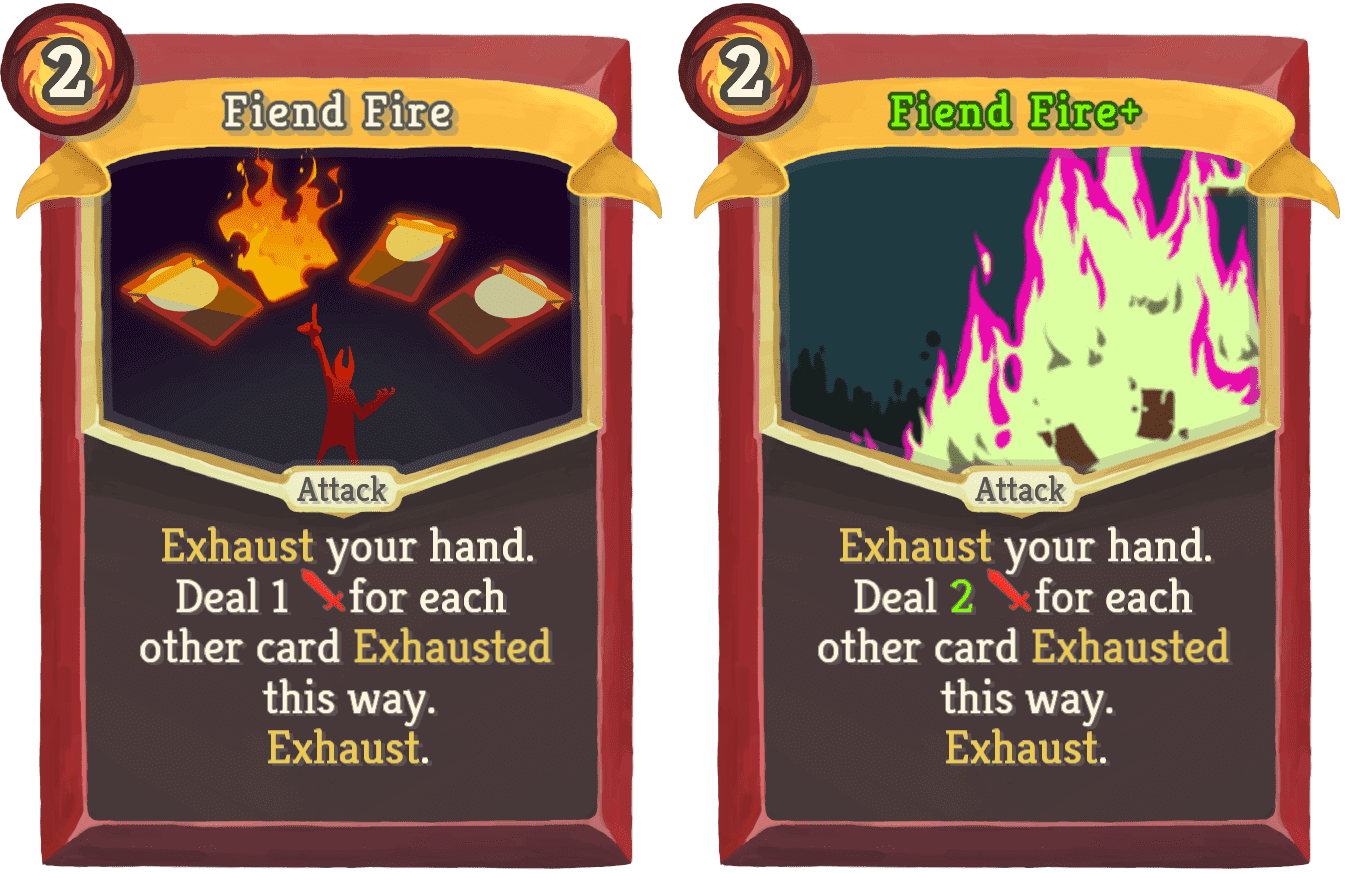 2
Fiend Fire
Attack
Exhaust your hand.
Deal 1 for each
other card Exhausted
this way.
Exhaust.
2
Fiend Fire+
Attack
Exhaust your hand.
Deal 2 for each
other card Exhausted
this way.
Exhaust.